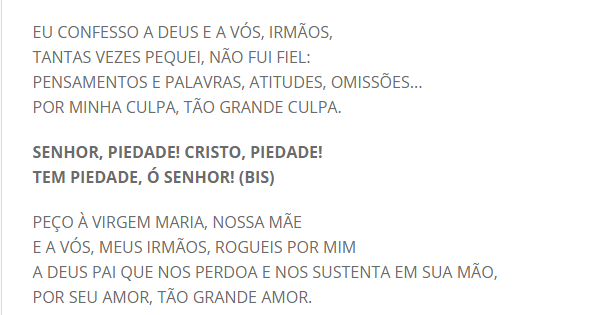 EU CONFESSO A DEUS E A VÓS, IRMÃOS,
TANTAS VEZES PEQUEI, NÃO FUI FIEL:
PENSAMENTOS E PALAVRAS, ATITUDES, OMISSÕES...
POR MINHA CULPA, TÃO GRANDE CULPA.
SENHOR, PIEDADE! CRISTO, PIEDADE!
TEM PIEDADE, Ó SENHOR! (BIS)
PEÇO À VIRGEM MARIA, NOSSA MÃE
E A VÓS, MEUS IRMÃOS, ROGUEIS POR MIM
A DEUS PAI QUE NOS PERDOA E NOS SUSTENTA EM SUA MÃO,
POR SEU AMOR, TÃO GRANDE AMOR.